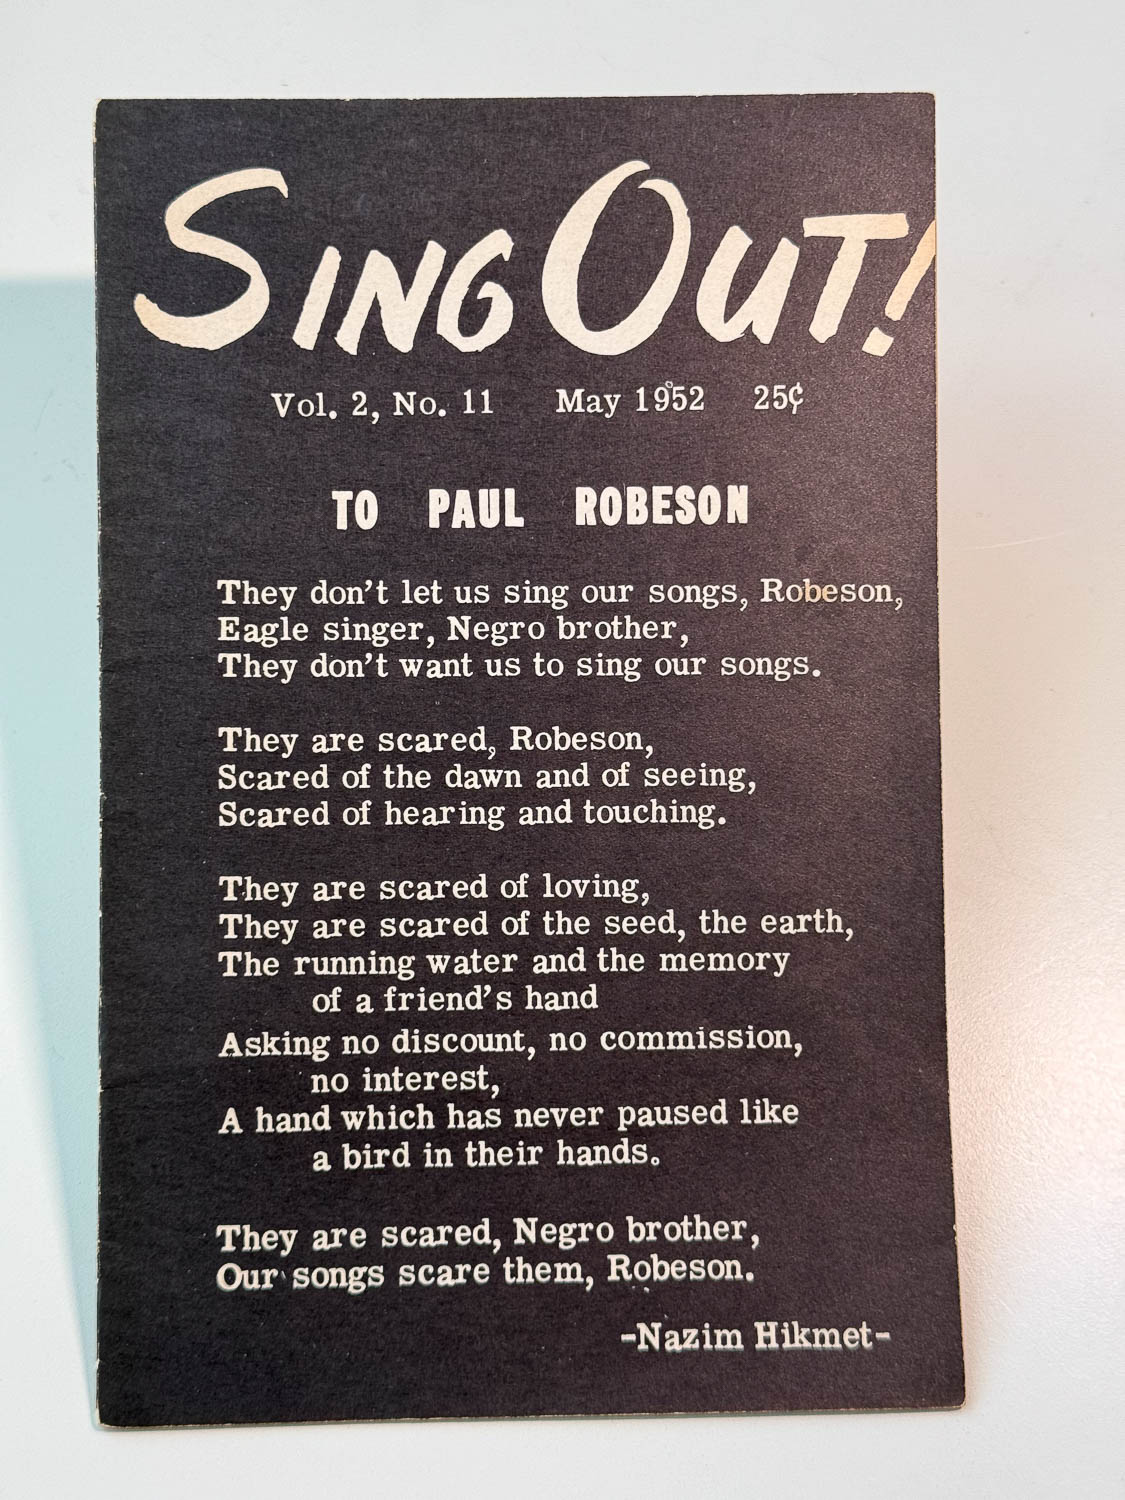 SING OUT!
Vol. 2, No. 11 May 1952 25¢
TO PAUL ROBESON
They don't let us sing our songs, Robeson,
Eagle singer, Negro brother,
They don't want us to sing our songs.
They are scared, Robeson,
Scared of the dawn and of seeing,
Scared of hearing and touching.
They are scared of loving,
They are scared of the seed, the earth,
The running water and the memory
of a friend's hand
Asking no discount, no commission,
no interest,
A hand which has never paused like
a bird in their hands.
They are scared, Negro brother,
Our songs scare them, Robeson.
-Nazim Hikmet-